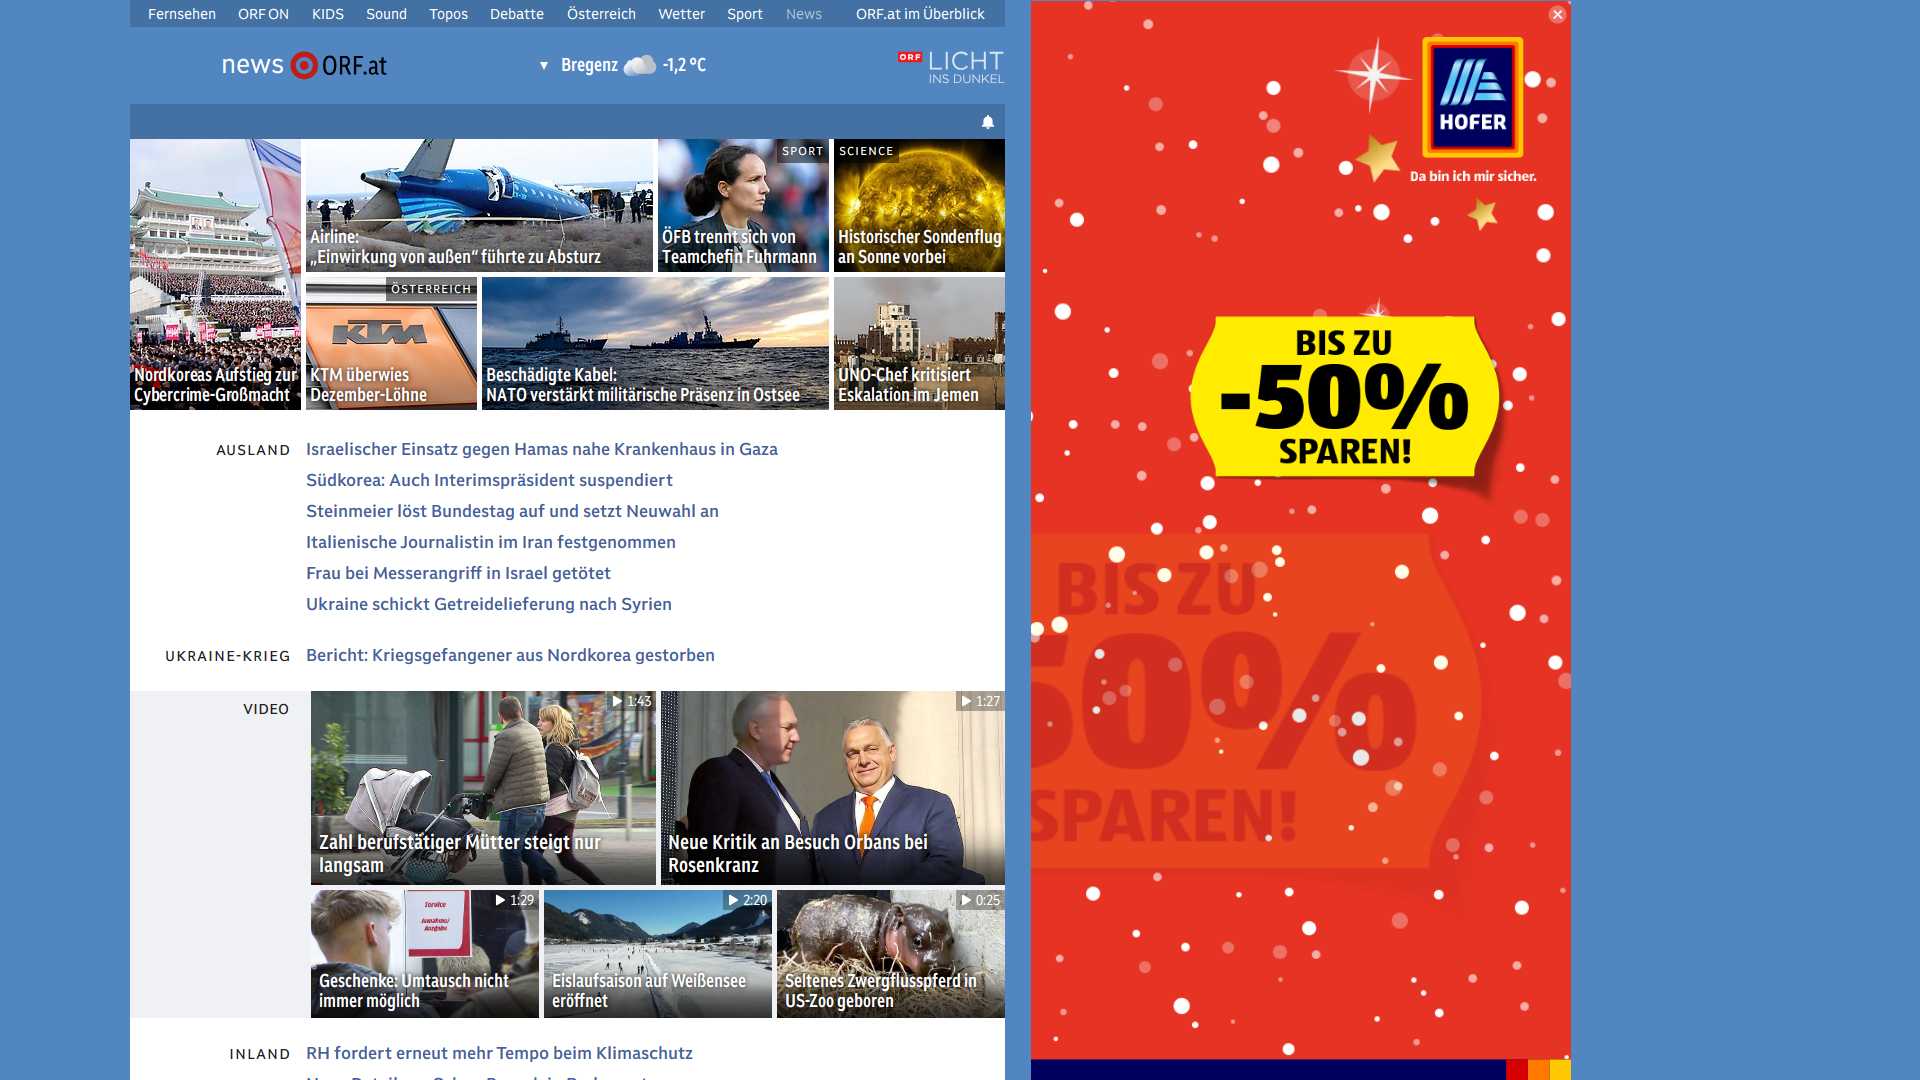 Fernsehen ORF ON KIDS Sound Topos Debatte Österreich Wetter Sport News ORF.at im Überblick
news ORF.at
Bregenz -1,2 °C
ORF LICHT
INS DUNKEL
Nordkoreas Aufstieg zur
Cybercrime-Großmacht
Airline:
„Einwirkung von außen“ führte zu Absturz
SPORT
ÖFB trennt sich von
Teamchefin Fuhrmann
SCIENCE
Historischer Sondenflug
an Sonne vorbei
ÖSTERREICH
KTM
KTM überwies
Dezember-Löhne
Beschädigte Kabel:
NATO verstärkt militärische Präsenz in Ostsee
UNO-Chef kritisiert
Eskalation im Jemen
AUSLAND
Israelischer Einsatz gegen Hamas nahe Krankenhaus in Gaza
Südkorea: Auch Interimspräsident suspendiert
Steinmeier löst Bundestag auf und setzt Neuwahl an
Italienische Journalistin im Iran festgenommen
Frau bei Messerangriff in Israel getötet
Ukraine schickt Getreidelieferung nach Syrien
UKRAINE-KRIEG
Bericht: Kriegsgefangener aus Nordkorea gestorben
VIDEO
1:43
Zahl berufstätiger Mütter steigt nur
langsam
1:27
Neue Kritik an Besuch Orbans bei
Rosenkranz
1:29
Service
Umtausch nicht
Geschenke: Umtausch nicht
immer möglich
2:20
Eislaufsaison auf Weißensee
eröffnet
0:25
Seltenes Zwergflusspferd in
US-Zoo geboren
INLAND
RH fordert erneut mehr Tempo beim Klimaschutz
HOFER
Da bin ich mir sicher.
BIS ZU
-50%
SPAREN!
BIS ZU
50%
SPAREN!